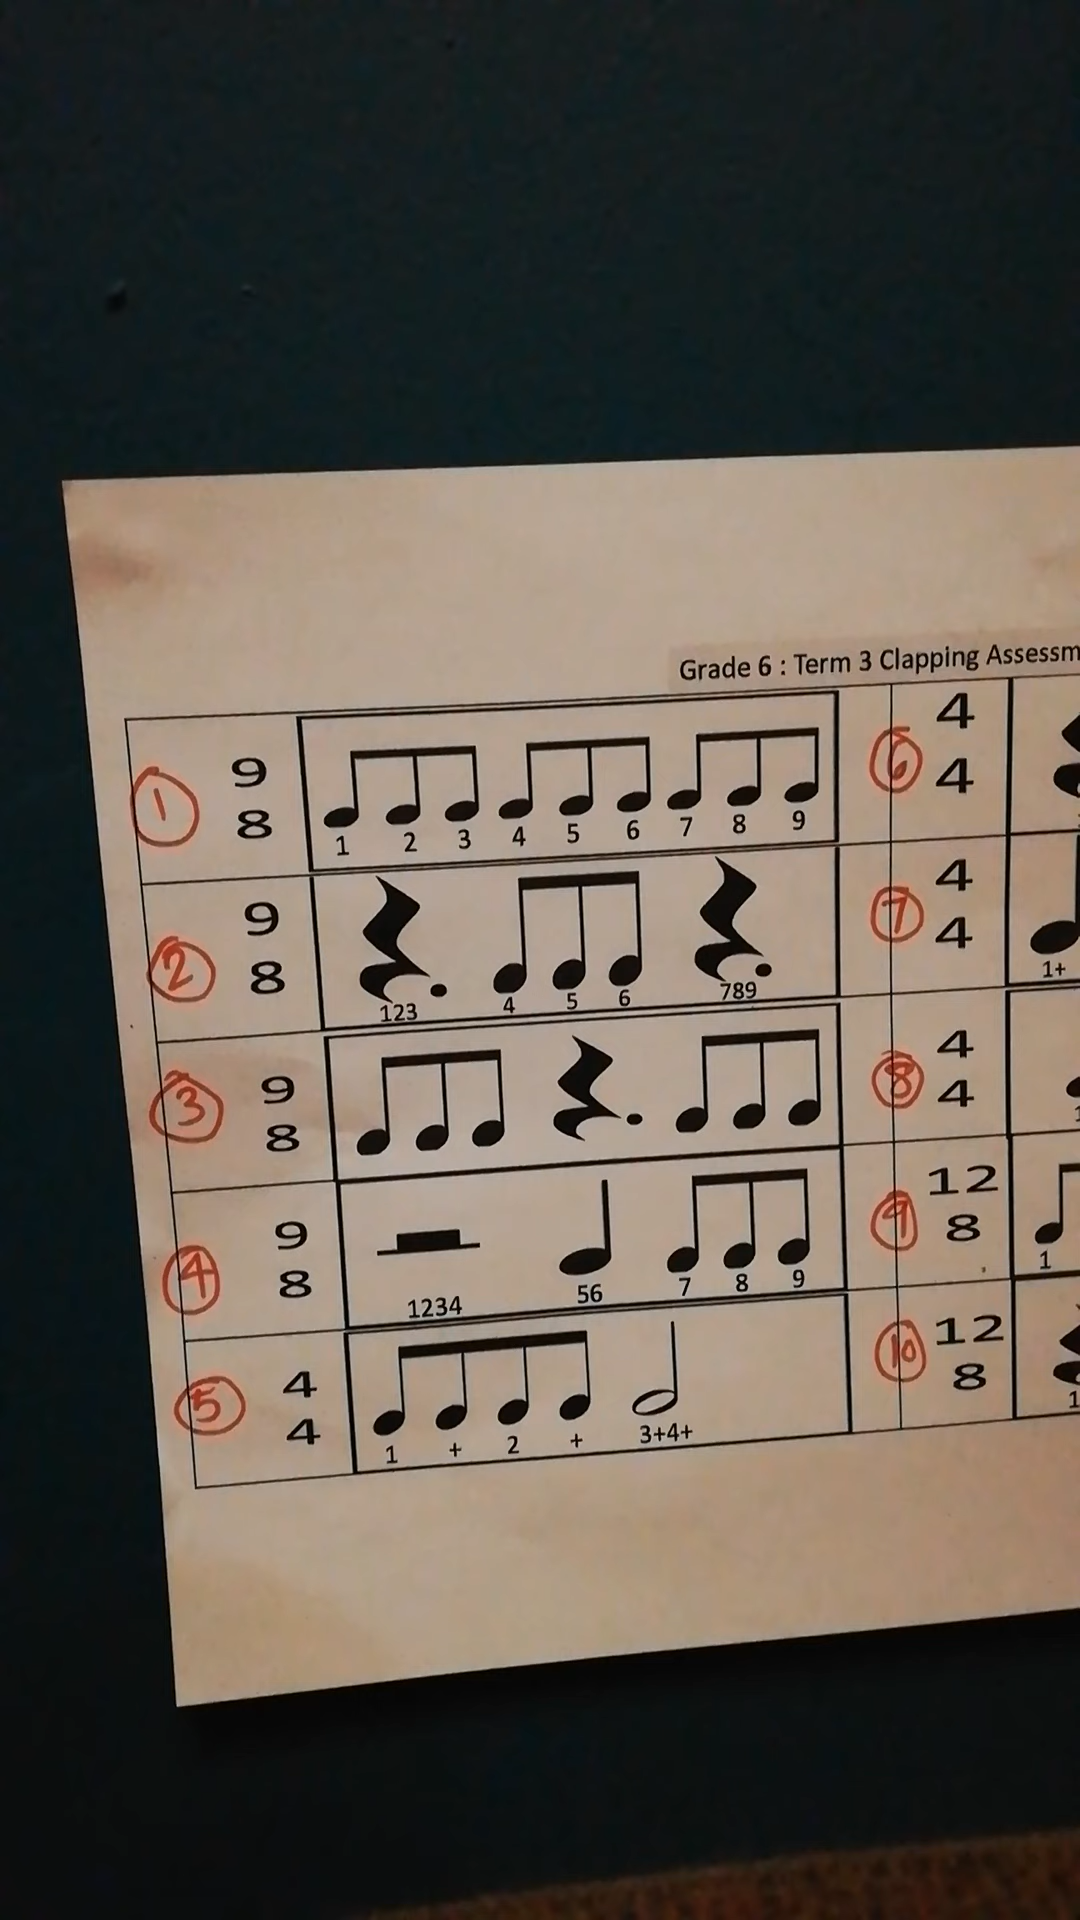 Grade 6 : Term 3 Clapping Assessm
1 9 8
1 2 3 4 5 6 7 8 9
2 9 8
123 4 5 6 789
3 9 8
4 9 8
1234 56 7 8 9
5 4 4
1 + 2 + 3+4+
6 4 4
7 4 4
1+
8 4 4
9 12 8
1
10 12 8
1